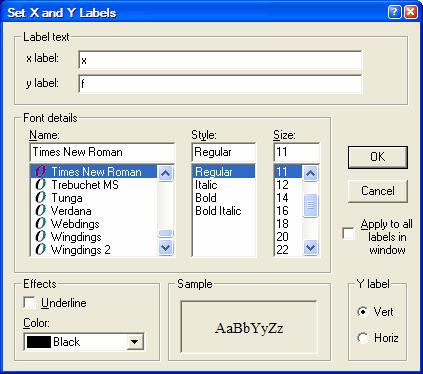 Set X and Y Labels
Label text
x label: x
y label: f
Font details
Name:
Times New Roman
Times New Roman
Trebuchet MS
Tunga
Verdana
Webdings
Wingdings
Wingdings 2
Style:
Regular
Regular
Italic
Bold
Bold Italic
Size:
11
11
12
14
16
18
20
22
OK
Cancel
Apply to all
labels in
window
Effects
Underline
Color:
Black
Sample
AaBbYyZz
Y label
Vert
Horiz